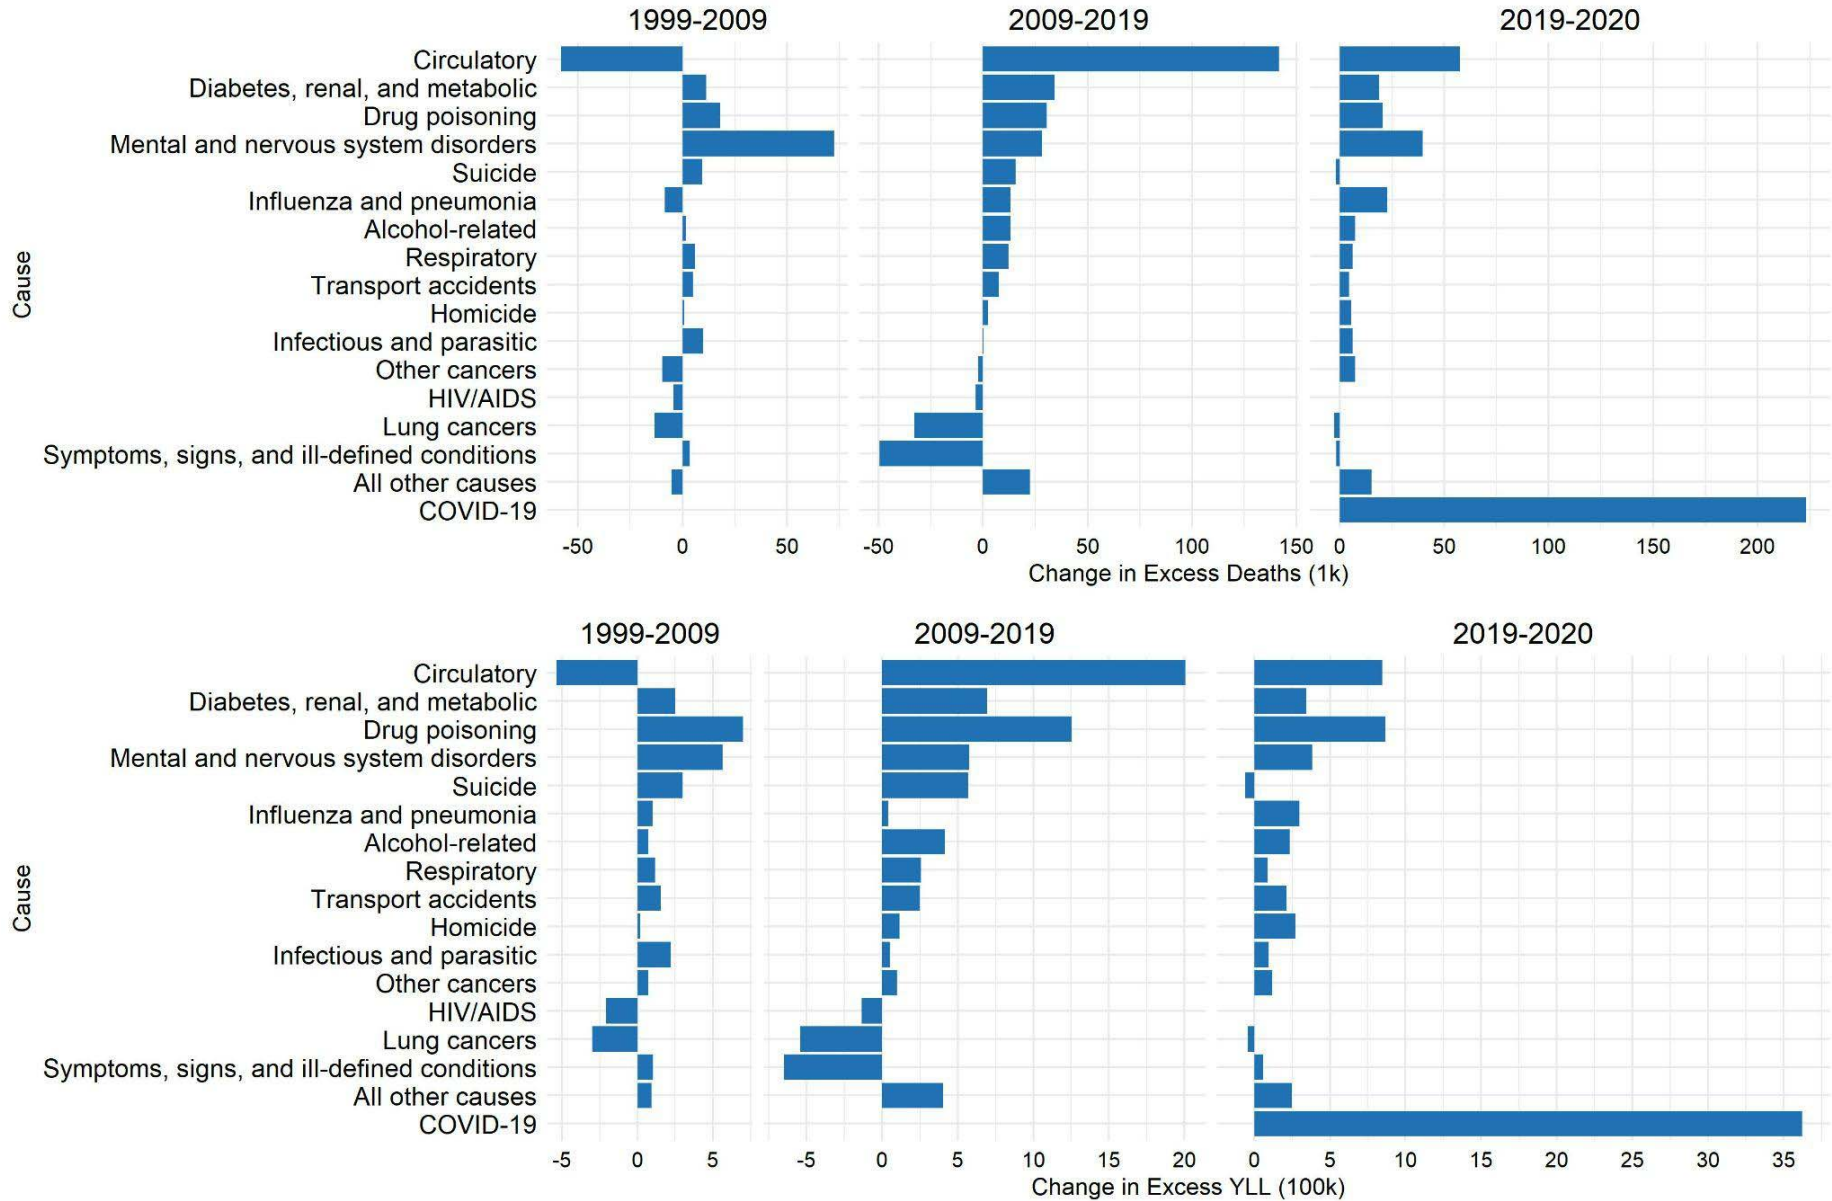 1999-2009 2009-2019 2019-2020
Circulatory
Diabetes, renal, and metabolic
Drug poisoning
Mental and nervous system disorders
Suicide
Influenza and pneumonia
Alcohol-related
Respiratory
Transport accidents
Homicide
Infectious and parasitic
Other cancers
HIV/AIDS
Lung cancers
Symptoms, signs, and ill-defined conditions
All other causes
COVID-19
Cause
-50 0 50 -50 0 50 100 150 0 50 100 150 200
Change in Excess Deaths (1k)
1999-2009 2009-2019 2019-2020
Circulatory
Diabetes, renal, and metabolic
Drug poisoning
Mental and nervous system disorders
Suicide
Influenza and pneumonia
Alcohol-related
Respiratory
Transport accidents
Homicide
Infectious and parasitic
Other cancers
HIV/AIDS
Lung cancers
Symptoms, signs, and ill-defined conditions
All other causes
COVID-19
Cause
-5 0 5 -5 0 5 10 15 20 0 5 10 15 20 25 30 35
Change in Excess YLL (100k)